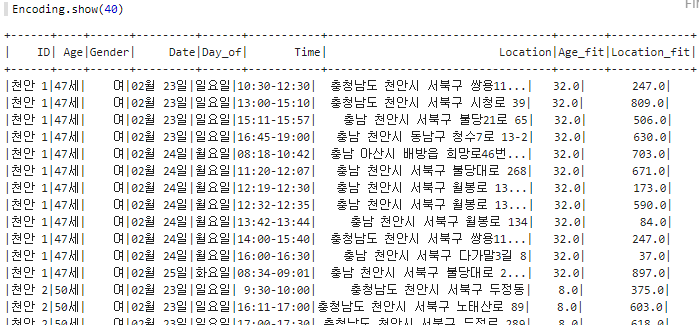 FI
Encoding.show(40)
+------+----+------+--------+------+-----------+--------------------------+-------+------------+
| ID| Age|Gender| Date|Day_of| Time| Location|Age_fit|Location_fit|
+------+----+------+--------+------+-----------+--------------------------+-------+------------+
|천안 1|47세| 여|02월 23일|일요일|10:30-12:30| 충청남도 천안시 서북구 쌍용11...| 32.0| 247.0|
|천안 1|47세| 여|02월 23일|일요일|13:00-15:10| 충청남도 천안시 서북구 시청로 39| 32.0| 809.0|
|천안 1|47세| 여|02월 23일|일요일|15:11-15:57| 충남 천안시 서북구 불당21로 65| 32.0| 506.0|
|천안 1|47세| 여|02월 23일|일요일|16:45-19:00| 충남 천안시 동남구 청수7로 13-2| 32.0| 630.0|
|천안 1|47세| 여|02월 24일|월요일|08:18-10:42| 충남 아산시 배방읍 희망로46번...| 32.0| 703.0|
|천안 1|47세| 여|02월 24일|월요일|11:20-12:07| 충남 천안시 서북구 불당대로 268| 32.0| 671.0|
|천안 1|47세| 여|02월 24일|월요일|12:19-12:30| 충남 천안시 서북구 월봉로 13...| 32.0| 173.0|
|천안 1|47세| 여|02월 24일|월요일|12:32-12:35| 충남 천안시 서북구 월봉로 13...| 32.0| 590.0|
|천안 1|47세| 여|02월 24일|월요일|13:42-13:44| 충남 천안시 서북구 월봉로 134| 32.0| 84.0|
|천안 1|47세| 여|02월 24일|월요일|14:00-15:40| 충청남도 천안시 서북구 쌍용11...| 32.0| 247.0|
|천안 1|47세| 여|02월 24일|월요일|16:00-16:30| 충남 천안시 서북구 다가말3길 8| 32.0| 37.0|
|천안 1|47세| 여|02월 25일|화요일|08:34-09:01| 충남 천안시 서북구 불당대로 2...| 32.0| 897.0|
|천안 2|50세| 여|02월 23일|일요일| 9:30-10:00| 충청남도 천안시 서북구 두정동| 8.0| 375.0|
|천안 2|50세| 여|02월 23일|일요일|16:11-17:00|충청남도 천안시 서북구 노태산로 89| 8.0| 603.0|
|천안 2|50세| 여|02월 23일|일요일|17:00-17:30| 충청남도 천안시 서북구 두정로 289| 8.0| 618.0|